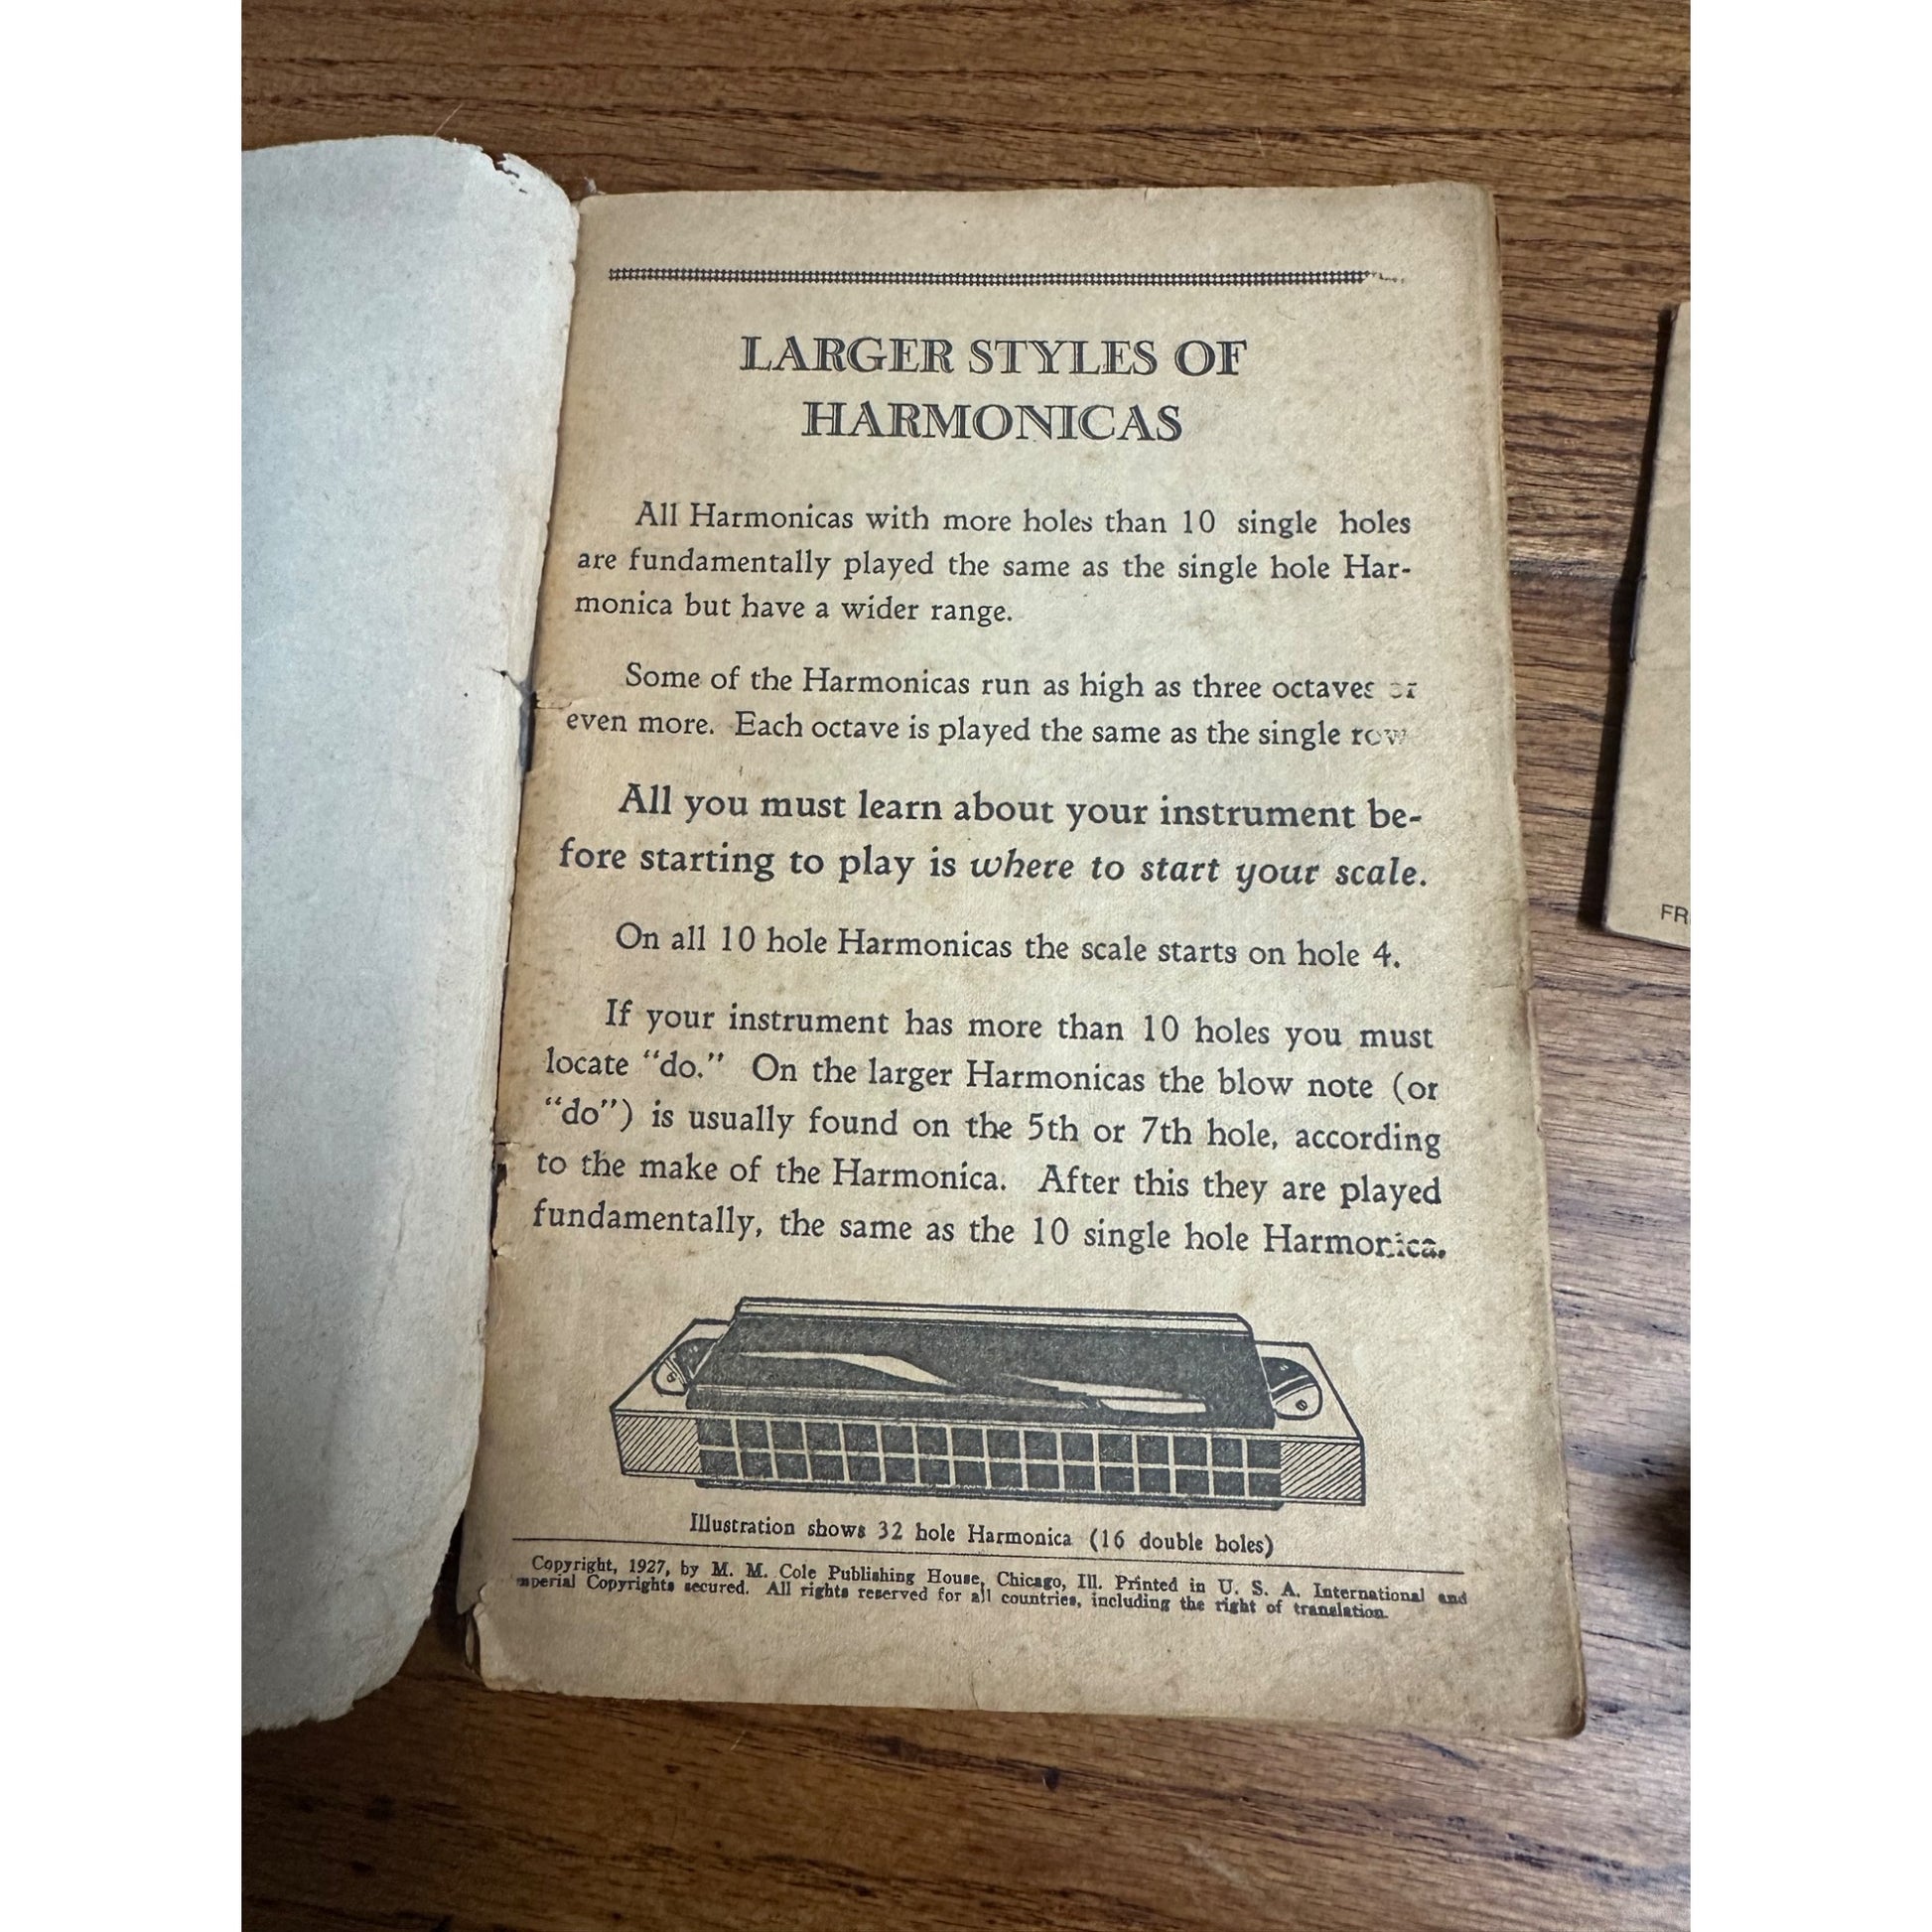 LARGER STYLES OF
HARMONICAS
All Harmonicas with more holes than 10 single holes
are fundamentally played the same as the single hole Har-
monica but have a wider range.
Some of the Harmonicas run as high as three octaves or
even more. Each octave is played the same as the single row
All you must learn about your instrument be-
fore starting to play is where to start your scale.
On all 10 hole Harmonicas the scale starts on hole 4.
If your instrument has more than 10 holes you must
locate “do.” On the larger Harmonicas the blow note (or
“do”) is usually found on the 5th or 7th hole, according
to the make of the Harmonica. After this they are played
fundamentally, the same as the 10 single hole Harmonica.
Illustration shows 32 hole Harmonica (16 double holes)
Copyright, 1927, by M. M. Cole Publishing House, Chicago, Ill. Printed in U. S. A. International and
mperial Copyrights secured. All rights reserved for all countries, including the right of translation.
FR